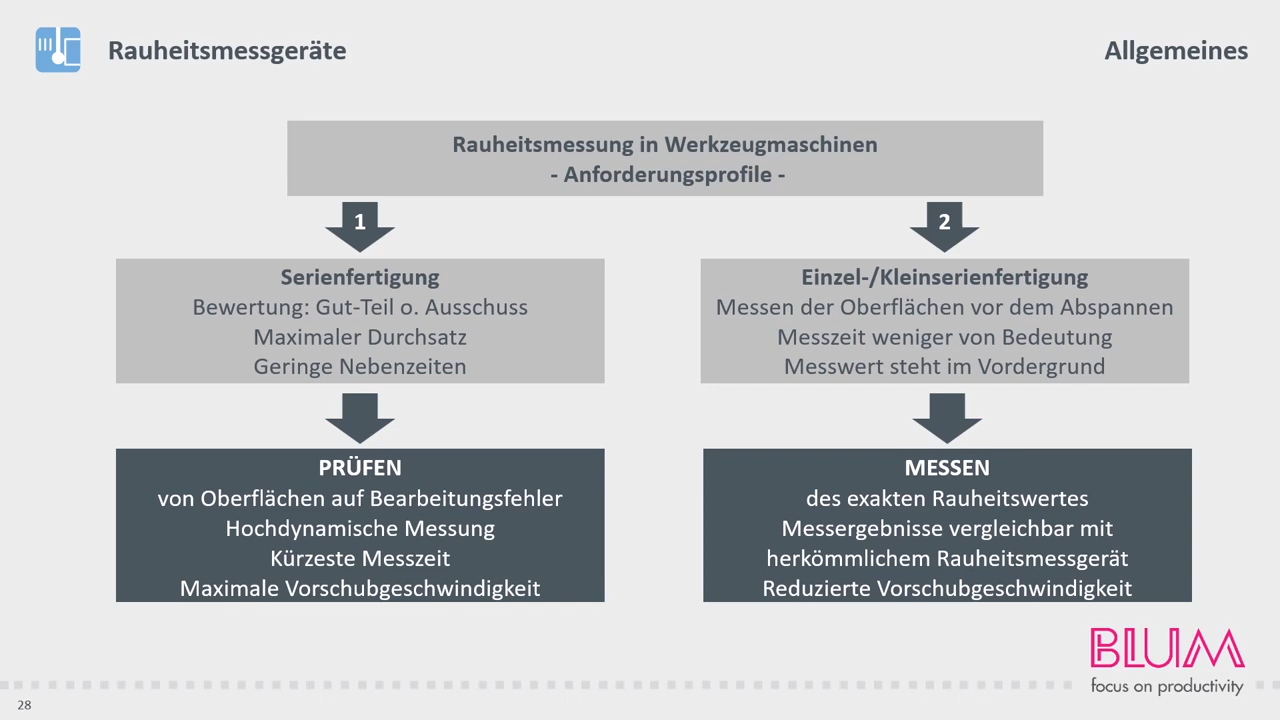 Rauheitsmessgeräte
Allgemeines
Rauheitsmessung in Werkzeugmaschinen
- Anforderungsprofile -
1
2
Serienfertigung
Bewertung: Gut-Teil o. Ausschuss
Maximaler Durchsatz
Geringe Nebenzeiten
Einzel-/Kleinserienfertigung
Messen der Oberflächen vor dem Abspannen
Messzeit weniger von Bedeutung
Messwert steht im Vordergrund
PRÜFEN
von Oberflächen auf Bearbeitungsfehler
Hochdynamische Messung
Kürzeste Messzeit
Maximale Vorschubgeschwindigkeit
MESSEN
des exakten Rauheitswertes
Messergebnisse vergleichbar mit
herkömmlichem Rauheitsmessgerät
Reduzierte Vorschubgeschwindigkeit
BLUM
focus on productivity
28